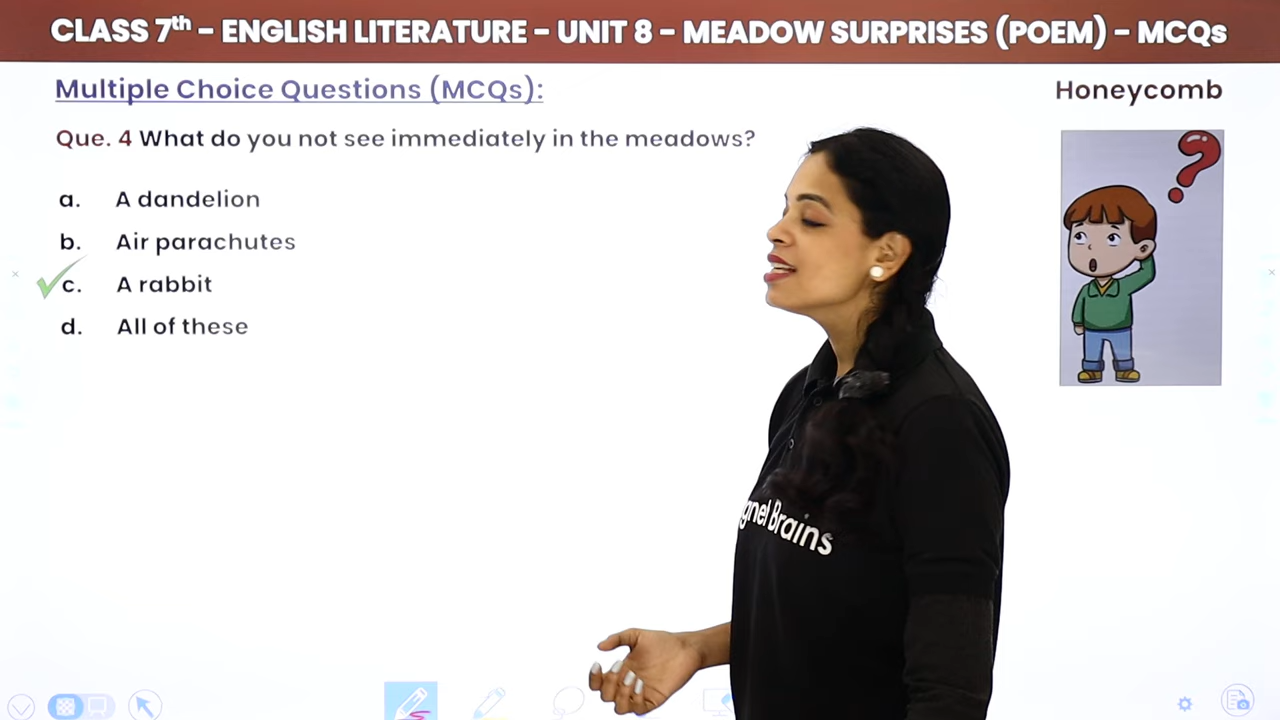 CLASS 7th – ENGLISH LITERATURE – UNIT 8 – MEADOW SURPRISES (POEM) – MCQs
Multiple Choice Questions (MCQs):
Honeycomb
Que. 4 What do you not see immediately in the meadows?
a. A dandelion
b. Air parachutes
c. A rabbit
d. All of these
?
gnel Brains